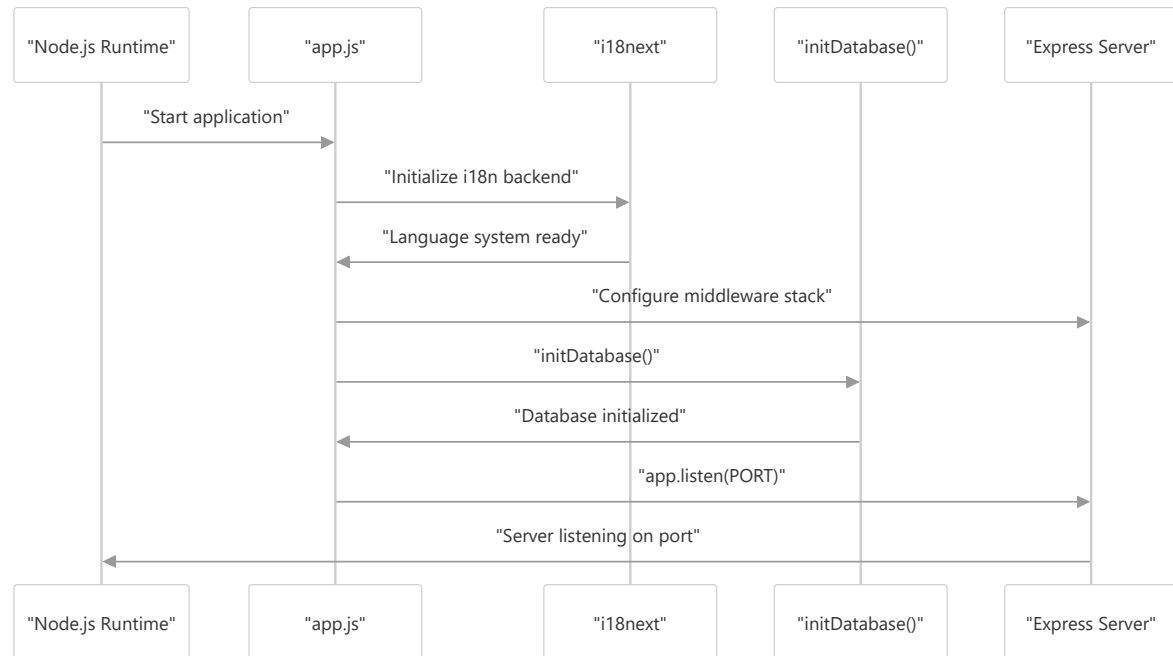 "Node.js Runtime"
"app.js"
"i18next"
"initDatabase()"
"Express Server"
"Start application"
"Initialize i18n backend"
"Language system ready"
"Configure middleware stack"
"initDatabase()"
"Database initialized"
"app.listen(PORT)"
"Server listening on port"
"Node.js Runtime"
"app.js"
"i18next"
"initDatabase()"
"Express Server"